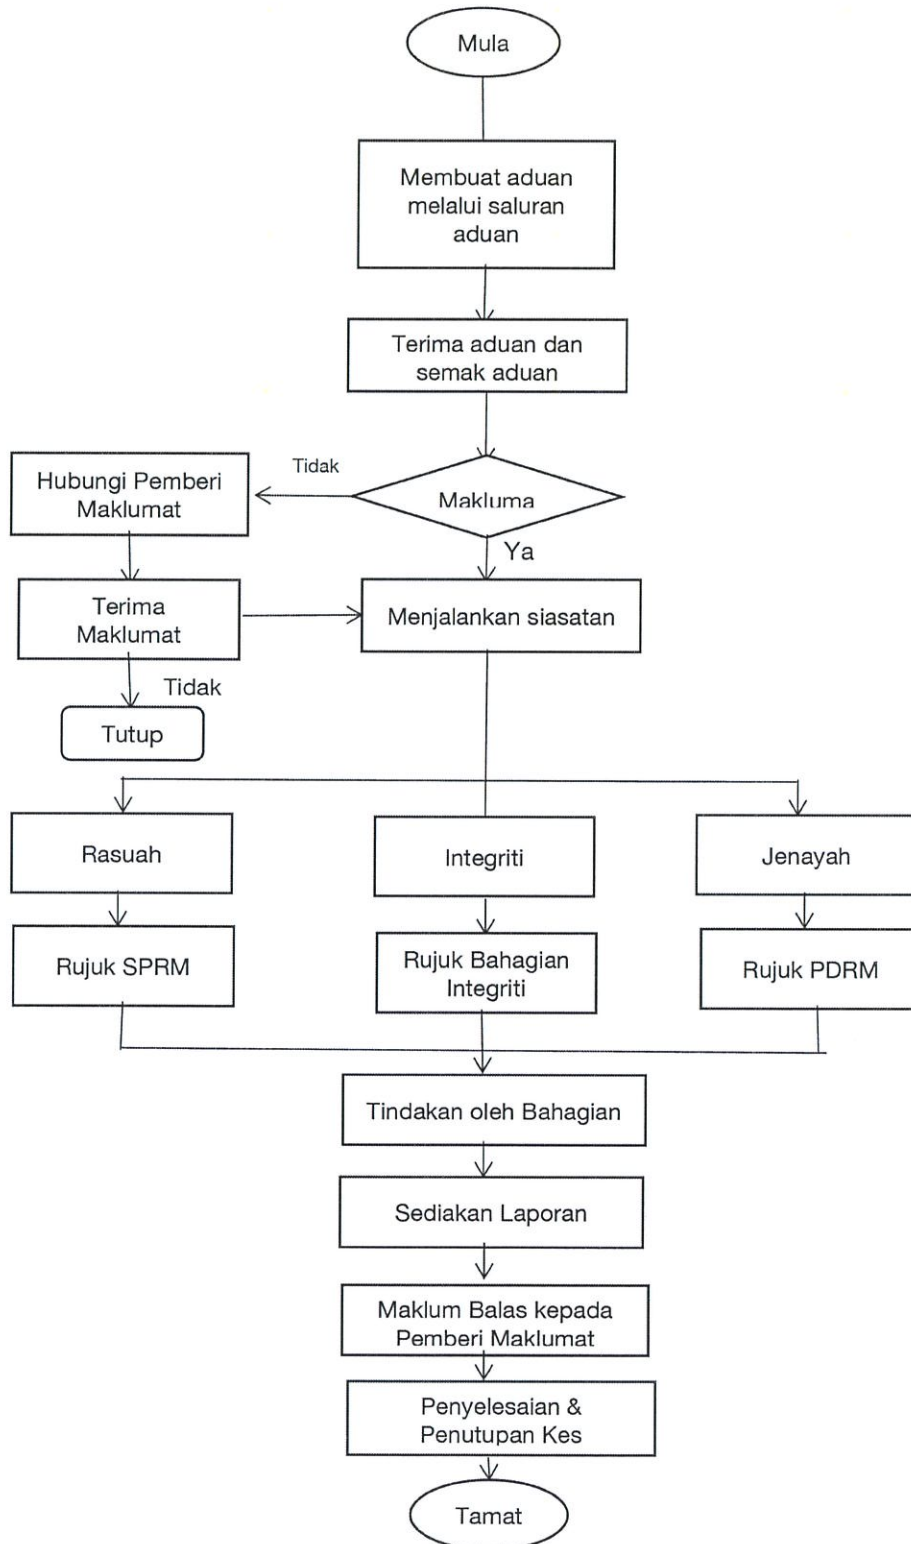 Mula
Membuat aduan
melalui saluran
aduan
Terima aduan dan
semak aduan
Tidak
Hubungi Pemberi
Maklumat
Makluma
Ya
Terima
Maklumat
Menjalankan siasatan
Tidak
Tutup
Rasuah
Integriti
Jenayah
Rujuk SPRM
Rujuk Bahagian
Integriti
Rujuk PDRM
Tindakan oleh Bahagian
Sediakan Laporan
Maklum Balas kepada
Pemberi Maklumat
Penyelesaian &
Penutupan Kes
Tamat